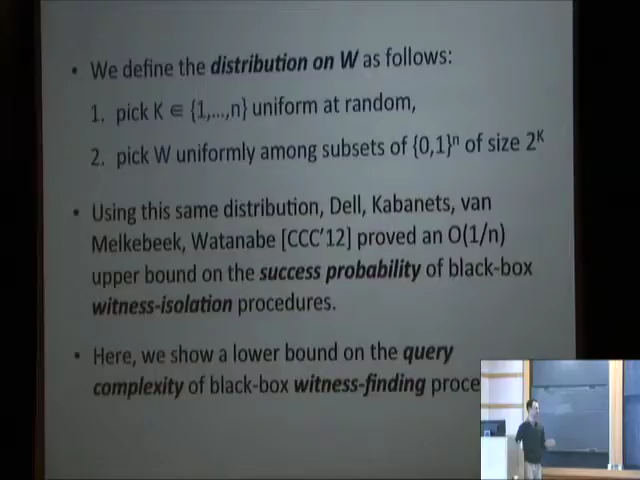 • We define the distribution on W as follows:
1. pick K ∈ {1,...,n} uniform at random,
2. pick W uniformly among subsets of {0,1}ⁿ of size 2ᴷ
• Using this same distribution, Dell, Kabanets, van
Melkebeek, Watanabe [CCC'12] proved an O(1/n)
upper bound on the success probability of black-box
witness-isolation procedures.
• Here, we show a lower bound on the query
complexity of black-box witness-finding proce